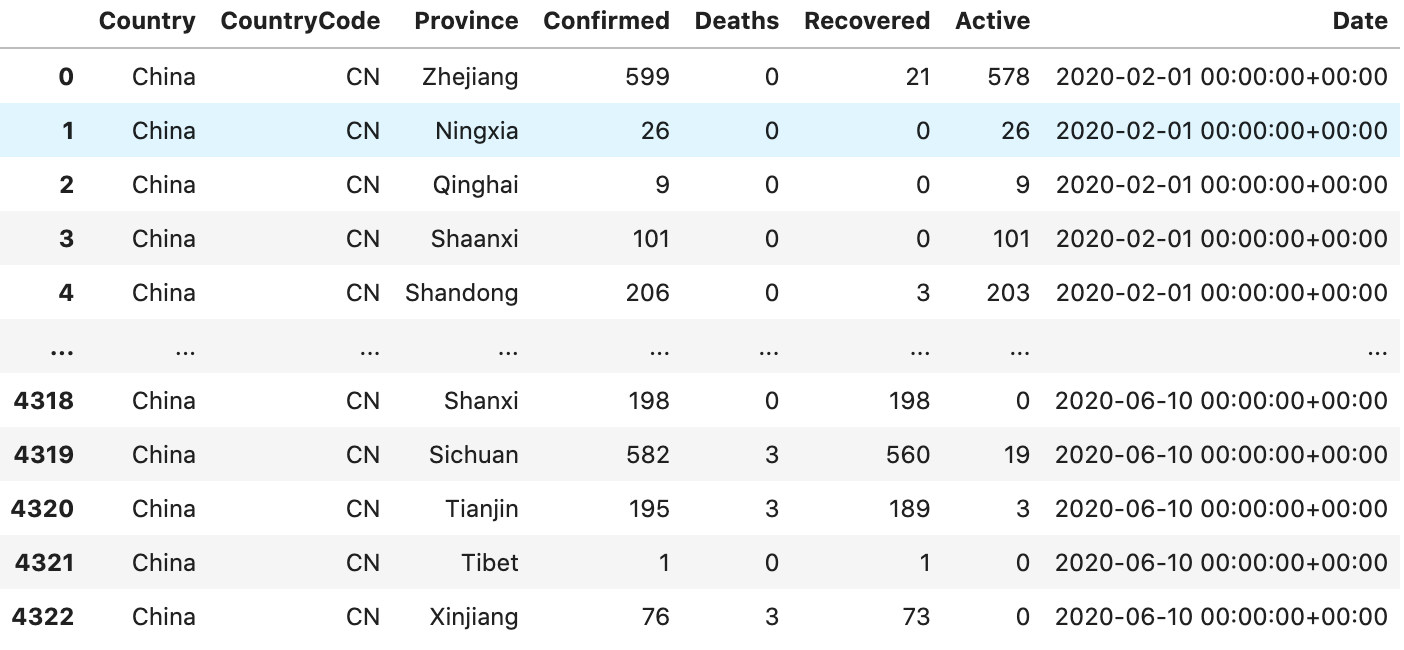 Country CountryCode Province Confirmed Deaths Recovered Active Date
0 China CN Zhejiang 599 0 21 578 2020-02-01 00:00:00+00:00
1 China CN Ningxia 26 0 0 26 2020-02-01 00:00:00+00:00
2 China CN Qinghai 9 0 0 9 2020-02-01 00:00:00+00:00
3 China CN Shaanxi 101 0 0 101 2020-02-01 00:00:00+00:00
4 China CN Shandong 206 0 3 203 2020-02-01 00:00:00+00:00
... ... ... ... ... ... ... ... ...
4318 China CN Shanxi 198 0 198 0 2020-06-10 00:00:00+00:00
4319 China CN Sichuan 582 3 560 19 2020-06-10 00:00:00+00:00
4320 China CN Tianjin 195 3 189 3 2020-06-10 00:00:00+00:00
4321 China CN Tibet 1 0 1 0 2020-06-10 00:00:00+00:00
4322 China CN Xinjiang 76 3 73 0 2020-06-10 00:00:00+00:00